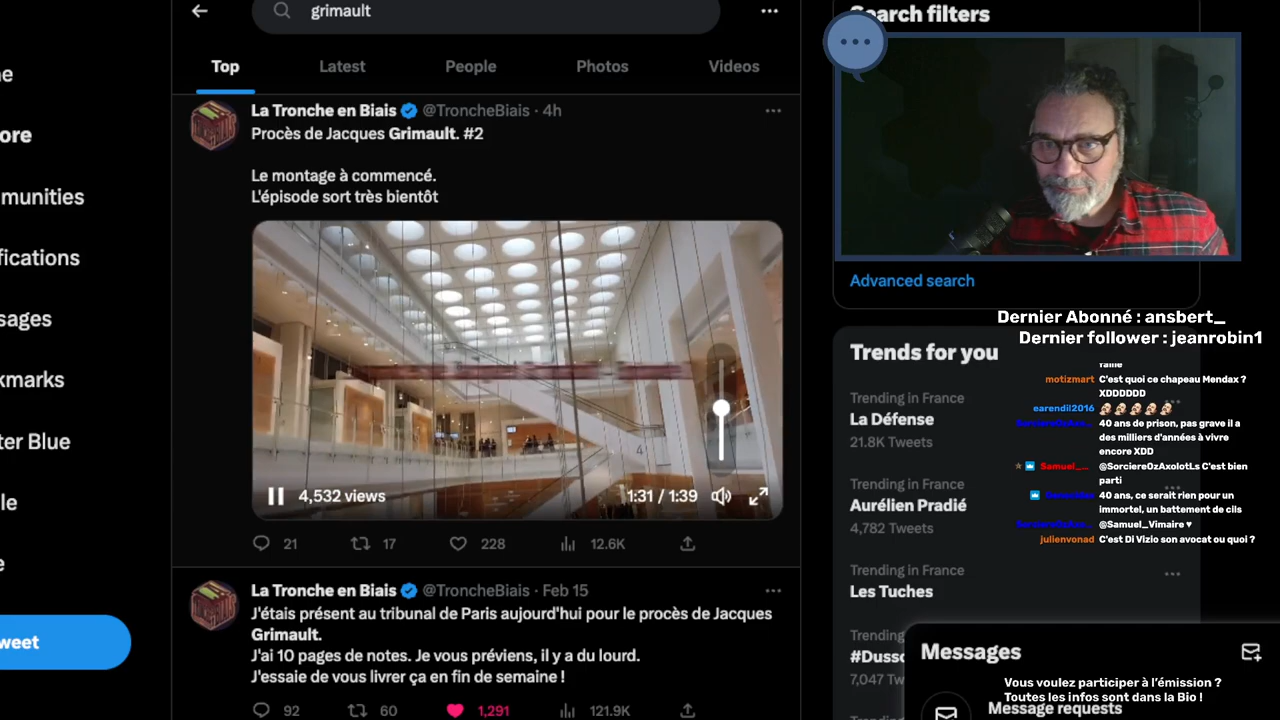 grimault
Search filters
Top
Latest
People
Photos
Videos
ore
munities
fications
sages
kmarks
ter Blue
le
e
weet
La Tronche en Biais @TroncheBiais · 4h
Procès de Jacques Grimault. #2
Le montage à commencé.
L'épisode sort très bientôt
4,532 views
1:31 / 1:39
21
17
228
12.6K
La Tronche en Biais @TroncheBiais · Feb 15
J'étais présent au tribunal de Paris aujourd'hui pour le procès de Jacques
Grimault.
J'ai 10 pages de notes. Je vous préviens, il y a du lourd.
J'essaie de vous livrer ça en fin de semaine !
92
60
1,291
121.9K
Advanced search
Dernier Abonné : ansbert_
Dernier follower : jeanrobin1
Trends for you
Trending in France
La Défense
21.8K Tweets
Trending in France
Aurélien Pradié
4,782 Tweets
Trending in France
Les Tuches
Trending
#Dusso
7,047 Tw
motizmart C'est quoi ce chapeau Mendax ?
XDDDDDD
earendil2016
40 ans de prison, pas grave il a
des milliers d'années à vivre
encore XDD
Samuel_... @SorciereOzAxolotLs C'est bien
parti
40 ans, ce serait rien pour un
immortel, un battement de cils
@Samuel_Vimaire ♥
julienvonad C'est Di Vizio son avocat ou quoi ?
Messages
Vous voulez participer à l'émission ?
Toutes les infos sont dans la Bio !
Message requests